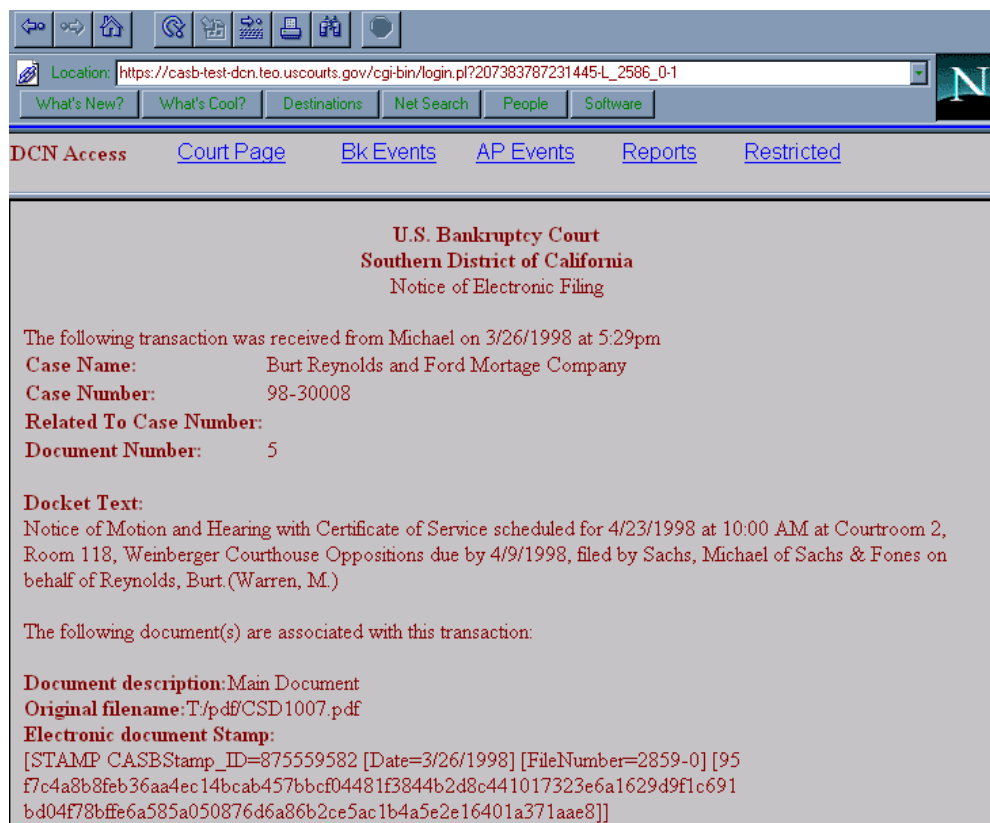 Location: https://casb-test-dcn.teo.uscourts.gov/cgi-bin/login.pl?207383787231445-L_2586_0-1
N
What's New? What's Cool? Destinations Net Search People Software
DCN Access Court Page Bk Events AP Events Reports Restricted
U.S. Bankruptcy Court
Southern District of California
Notice of Electronic Filing
The following transaction was received from Michael on 3/26/1998 at 5:29pm
Case Name: Burt Reynolds and Ford Mortage Company
Case Number: 98-30008
Related To Case Number:
Document Number: 5
Docket Text:
Notice of Motion and Hearing with Certificate of Service scheduled for 4/23/1998 at 10:00 AM at Courtroom 2,
Room 118, Weinberger Courthouse Oppositions due by 4/9/1998, filed by Sachs, Michael of Sachs & Fones on
behalf of Reynolds, Burt.(Warren, M.)
The following document(s) are associated with this transaction:
Document description:Main Document
Original filename:T:/pdf/CSD1007.pdf
Electronic document Stamp:
[STAMP CASBStamp_ID=875559582 [Date=3/26/1998] [FileNumber=2859-0] [95
f7c4a8b8feb36aa4ec14bcab457bbcf04481f3844b2d8c441017323e6a1629d9f1c691
bd04f78bffe6a585a050876d6a86b2ce5ac1b4a5e2e16401a371aae8]]